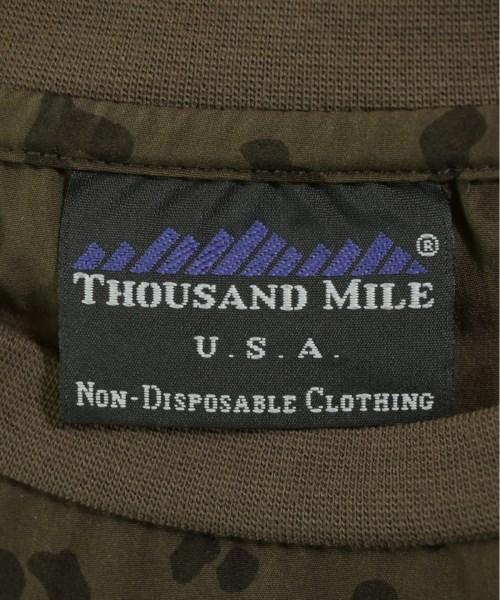 ®
THOUSAND MILE
U.S.A.
NON-DISPOSABLE CLOTHING